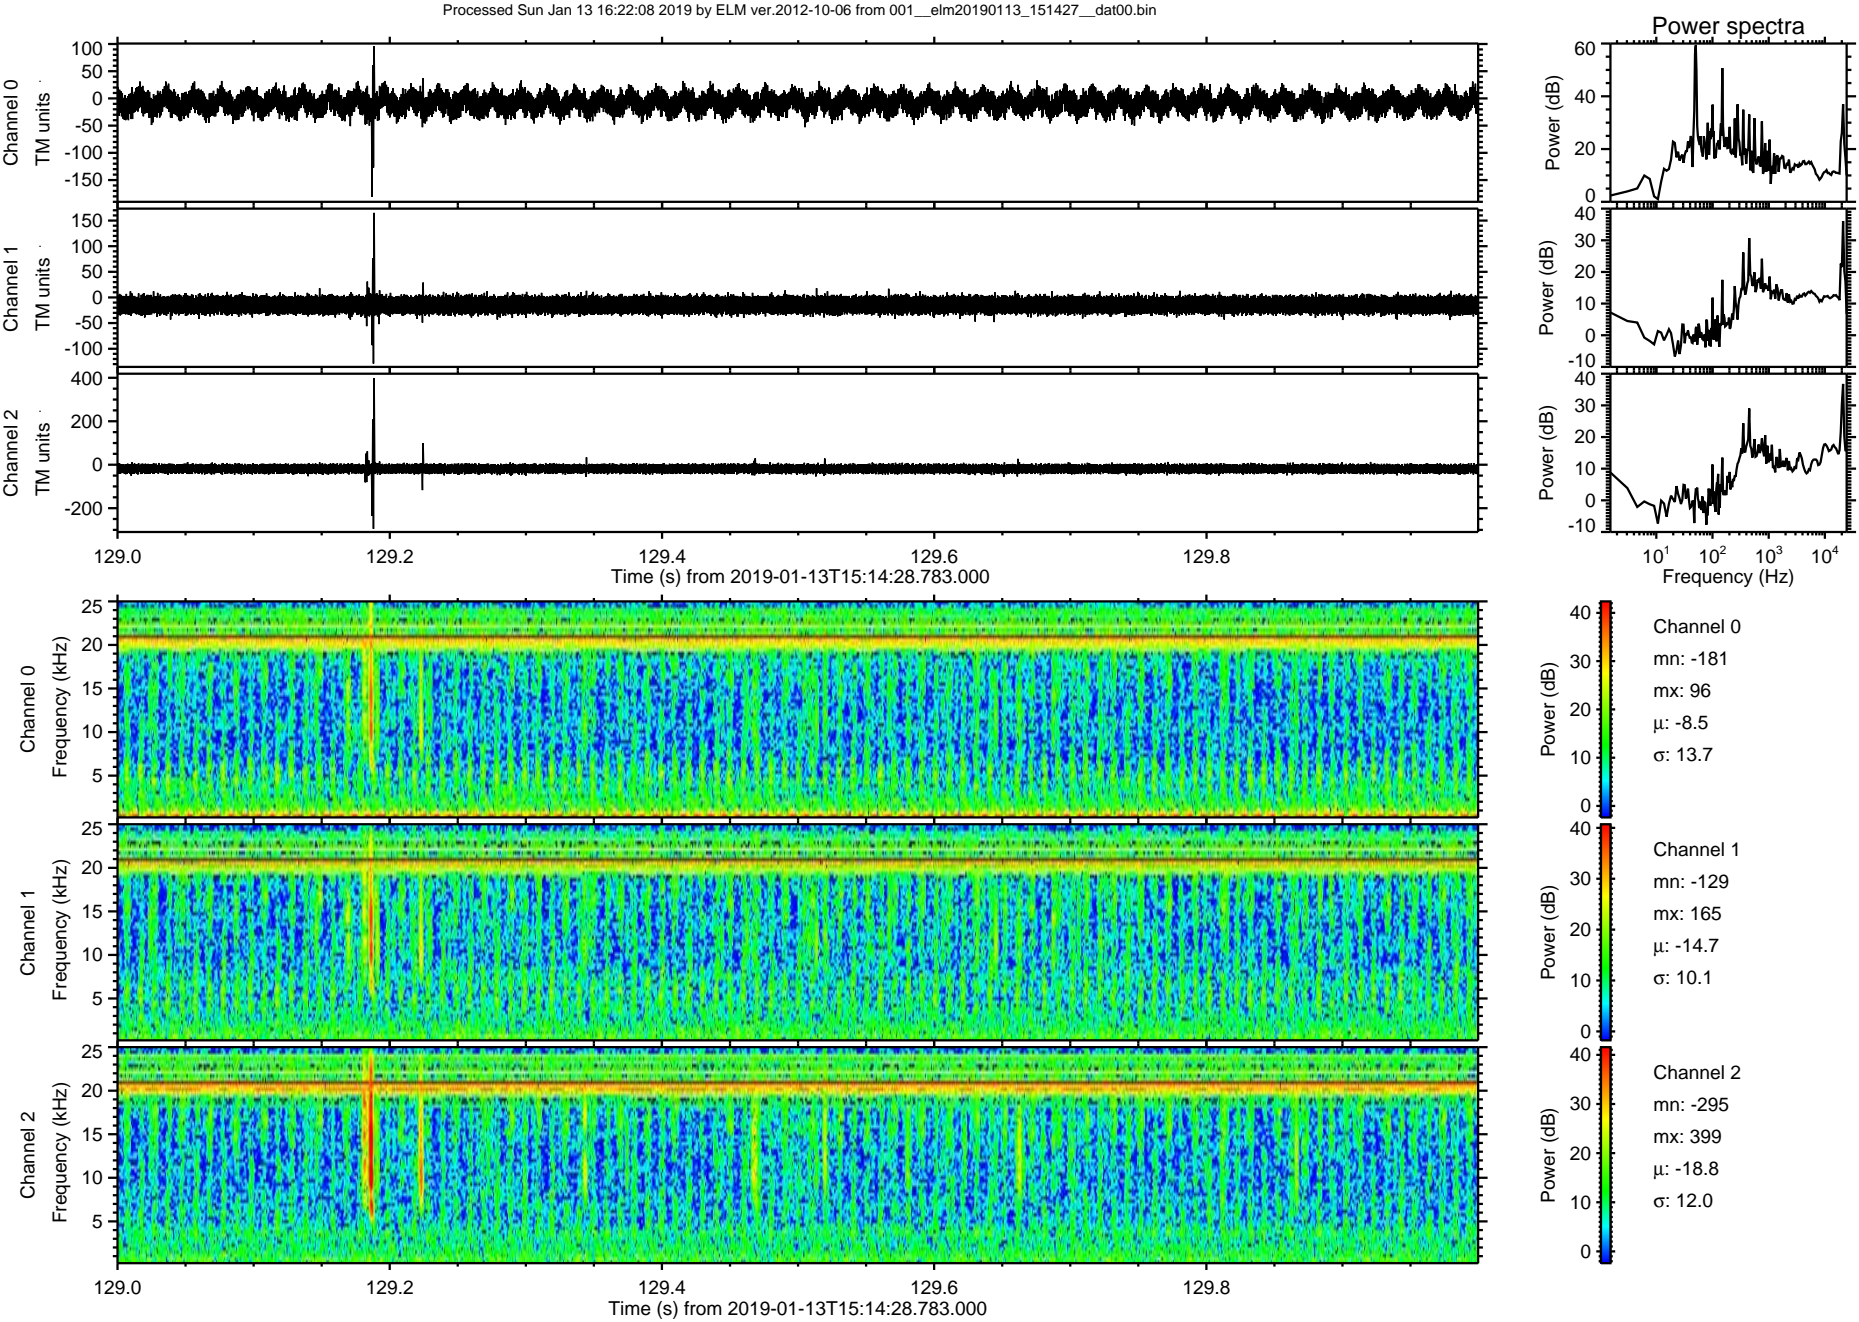 Processed Sun Jan 13 16:22:08 2019 by ELM ver.2012-10-06 from 001__elm20190113_151427__dat00.bin
Power spectra
Channel 0
TM units
100
50
0
-50
-100
-150
Power (dB)
60
40
20
0
Channel 1
TM units
150
100
50
0
-50
-100
Power (dB)
40
30
20
10
0
-10
Channel 2
TM units
400
200
0
-200
Power (dB)
40
30
20
10
0
-10
129.0 129.2 129.4 129.6 129.8
Time (s) from 2019-01-13T15:14:28.783.000
10¹ 10² 10³ 10⁴
Frequency (Hz)
Channel 0
Frequency (kHz)
25
20
15
10
5
Power (dB)
40
30
20
10
0
Channel 0
mn: -181
mx: 96
μ: -8.5
σ: 13.7
Channel 1
Frequency (kHz)
25
20
15
10
5
Power (dB)
40
30
20
10
0
Channel 1
mn: -129
mx: 165
μ: -14.7
σ: 10.1
Channel 2
Frequency (kHz)
25
20
15
10
5
Power (dB)
40
30
20
10
0
Channel 2
mn: -295
mx: 399
μ: -18.8
σ: 12.0
129.0 129.2 129.4 129.6 129.8
Time (s) from 2019-01-13T15:14:28.783.000